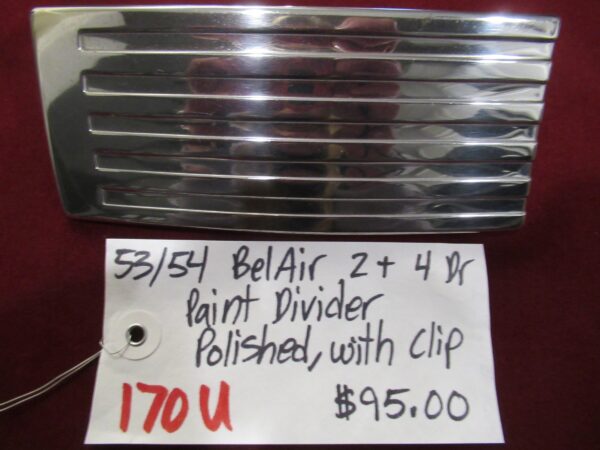 53/54 BelAir 2 + 4 Dr
Paint Divider
Polished, with clip
170U $95.00